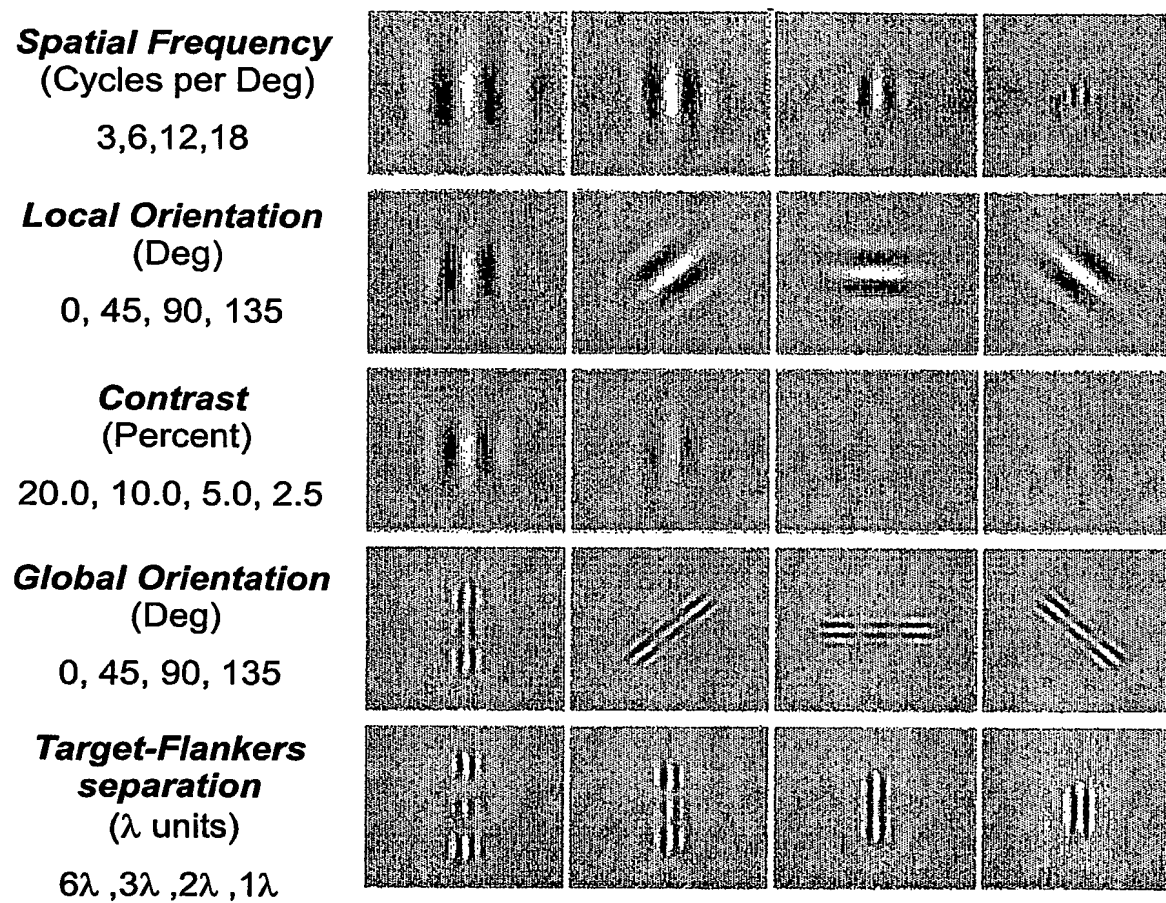 Spatial Frequency
(Cycles per Deg)
3,6,12,18
Local Orientation
(Deg)
0, 45, 90, 135
Contrast
(Percent)
20.0, 10.0, 5.0, 2.5
Global Orientation
(Deg)
0, 45, 90, 135
Target-Flankers
separation
(λ units)
6λ ,3λ ,2λ ,1λ